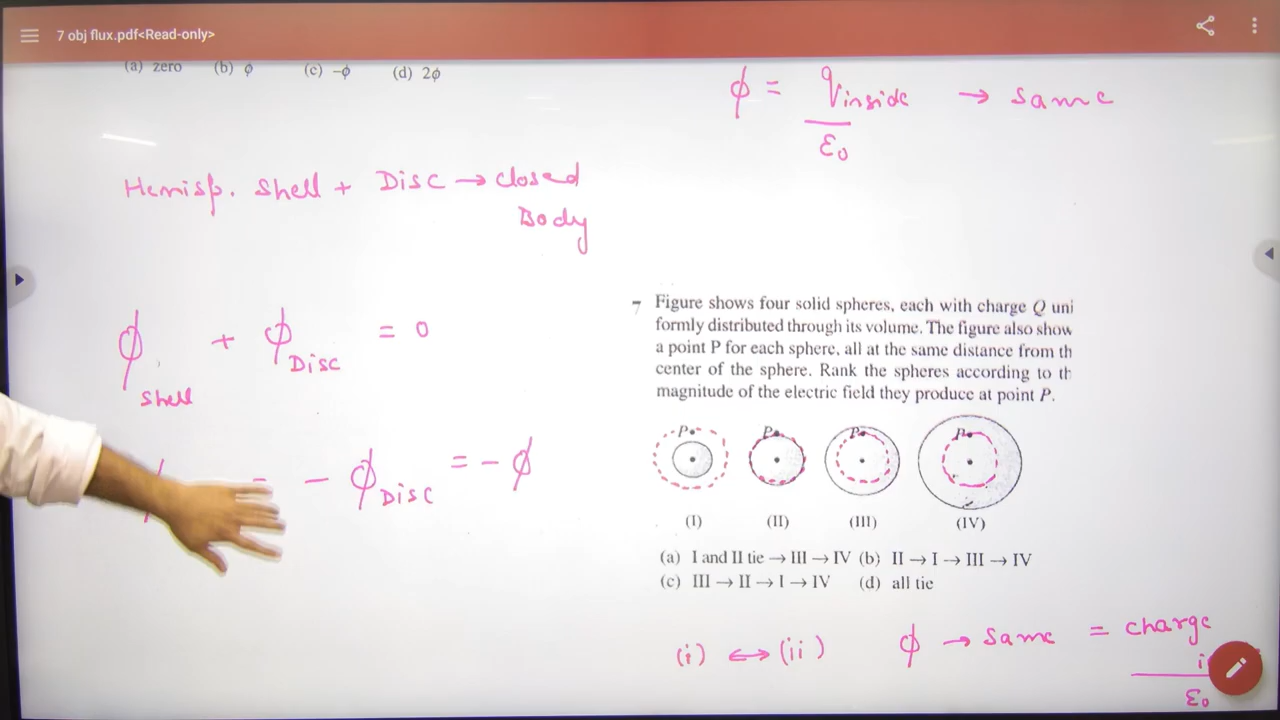 7 obj flux.pdf<Read-only>
(a) zero (b) ϕ (c) -ϕ (d) 2ϕ
ϕ = q inside / ε0 → same
Hemisp. Shell + Disc → closed
Body
ϕ Shell + ϕ Disc = 0
- ϕ Disc = - ϕ
7 Figure shows four solid spheres, each with charge Q uni
formly distributed through its volume. The figure also show
a point P for each sphere, all at the same distance from th
center of the sphere. Rank the spheres according to th
magnitude of the electric field they produce at point P.
P P P P
(I) (II) (III) (IV)
(a) I and II tie → III → IV (b) II → I → III → IV
(c) III → II → I → IV (d) all tie
(i) ↔ (ii) ϕ → same = charge
ε0